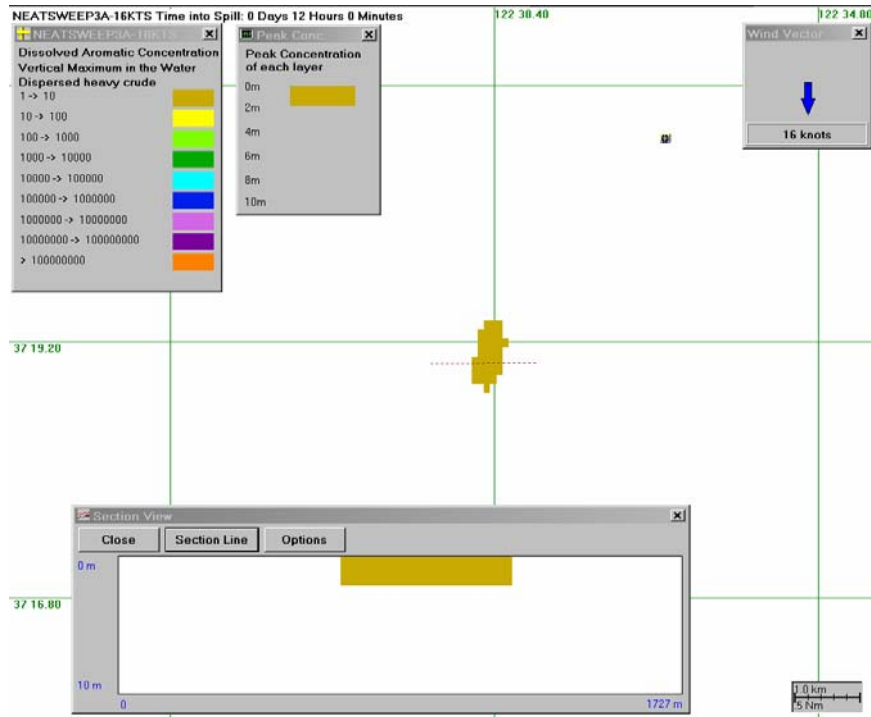 NEATSWEEP3A-16KTS Time into Spill: 0 Days 12 Hours 0 Minutes
122 30.40
122 34.80
NEATSWEEP3A-16KTS
Dissolved Aromatic Concentration
Vertical Maximum in the Water
Dispersed heavy crude
1 -> 10
10 -> 100
100 -> 1000
1000 -> 10000
10000 -> 100000
100000 -> 1000000
1000000 -> 10000000
10000000 -> 100000000
> 100000000
Peak Conc.
Peak Concentration
of each layer
0m
2m
4m
6m
8m
10m
Wind Vector
16 knots
37 19.20
Section View
Close
Section Line
Options
0 m
10 m
0
1727 m
37 16.80
1.0 km
.5 Nm